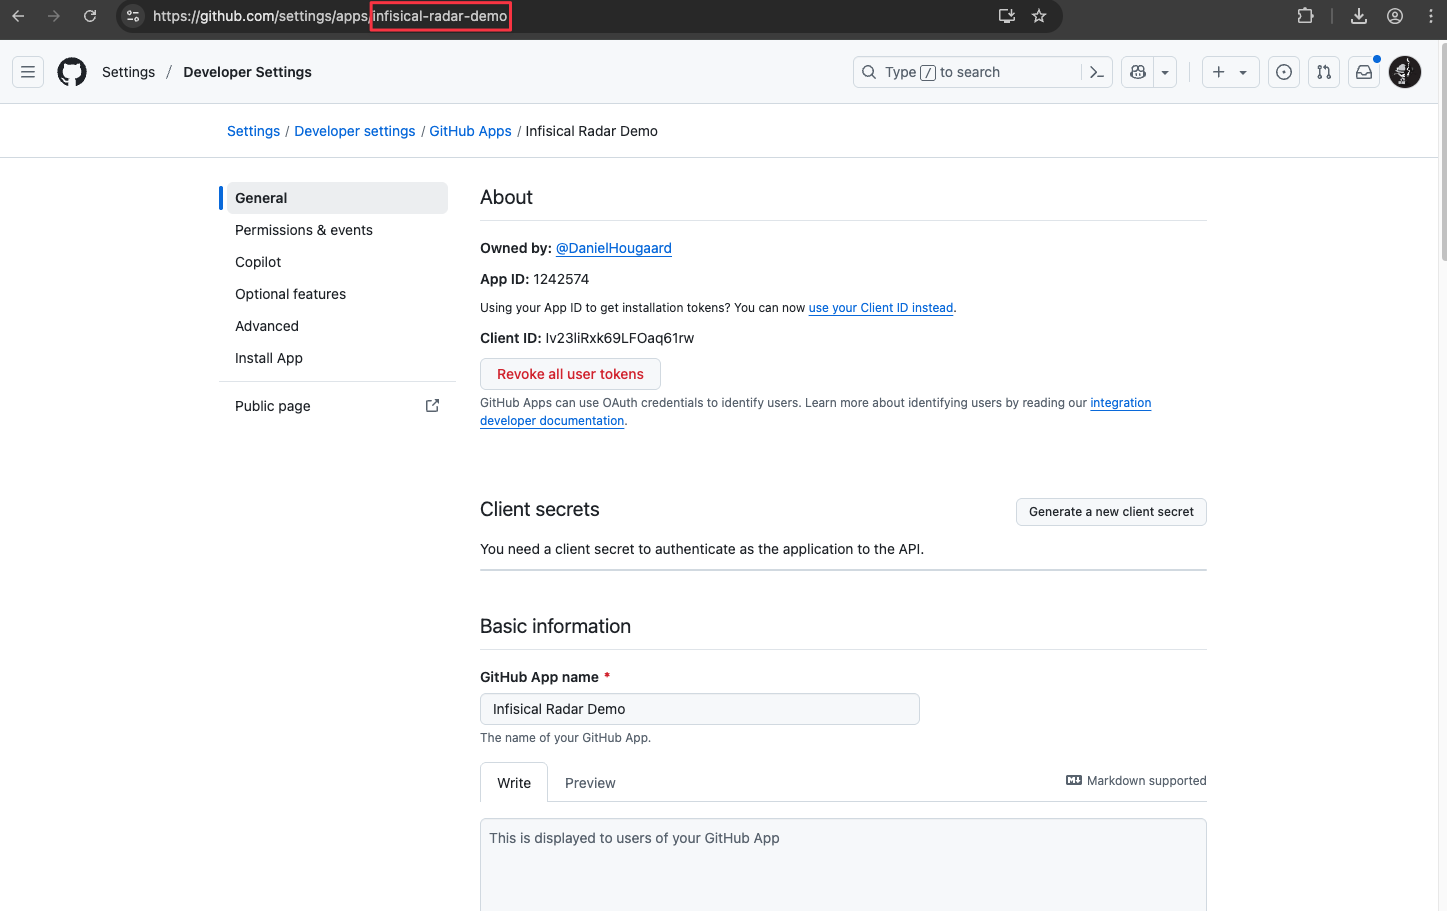 https://github.com/settings/apps/infisical-radar-demo
Settings / Developer Settings
Type / to search
Settings / Developer settings / GitHub Apps / Infisical Radar Demo
General
Permissions & events
Copilot
Optional features
Advanced
Install App
Public page
About
Owned by: @DanielHougaard
App ID: 1242574
Using your App ID to get installation tokens? You can now use your Client ID instead.
Client ID: Iv23liRxk69LFOaq61rw
Revoke all user tokens
GitHub Apps can use OAuth credentials to identify users. Learn more about identifying users by reading our integration
developer documentation.
Client secrets
Generate a new client secret
You need a client secret to authenticate as the application to the API.
Basic information
GitHub App name *
Infisical Radar Demo
The name of your GitHub App.
Write
Preview
Markdown supported
This is displayed to users of your GitHub App